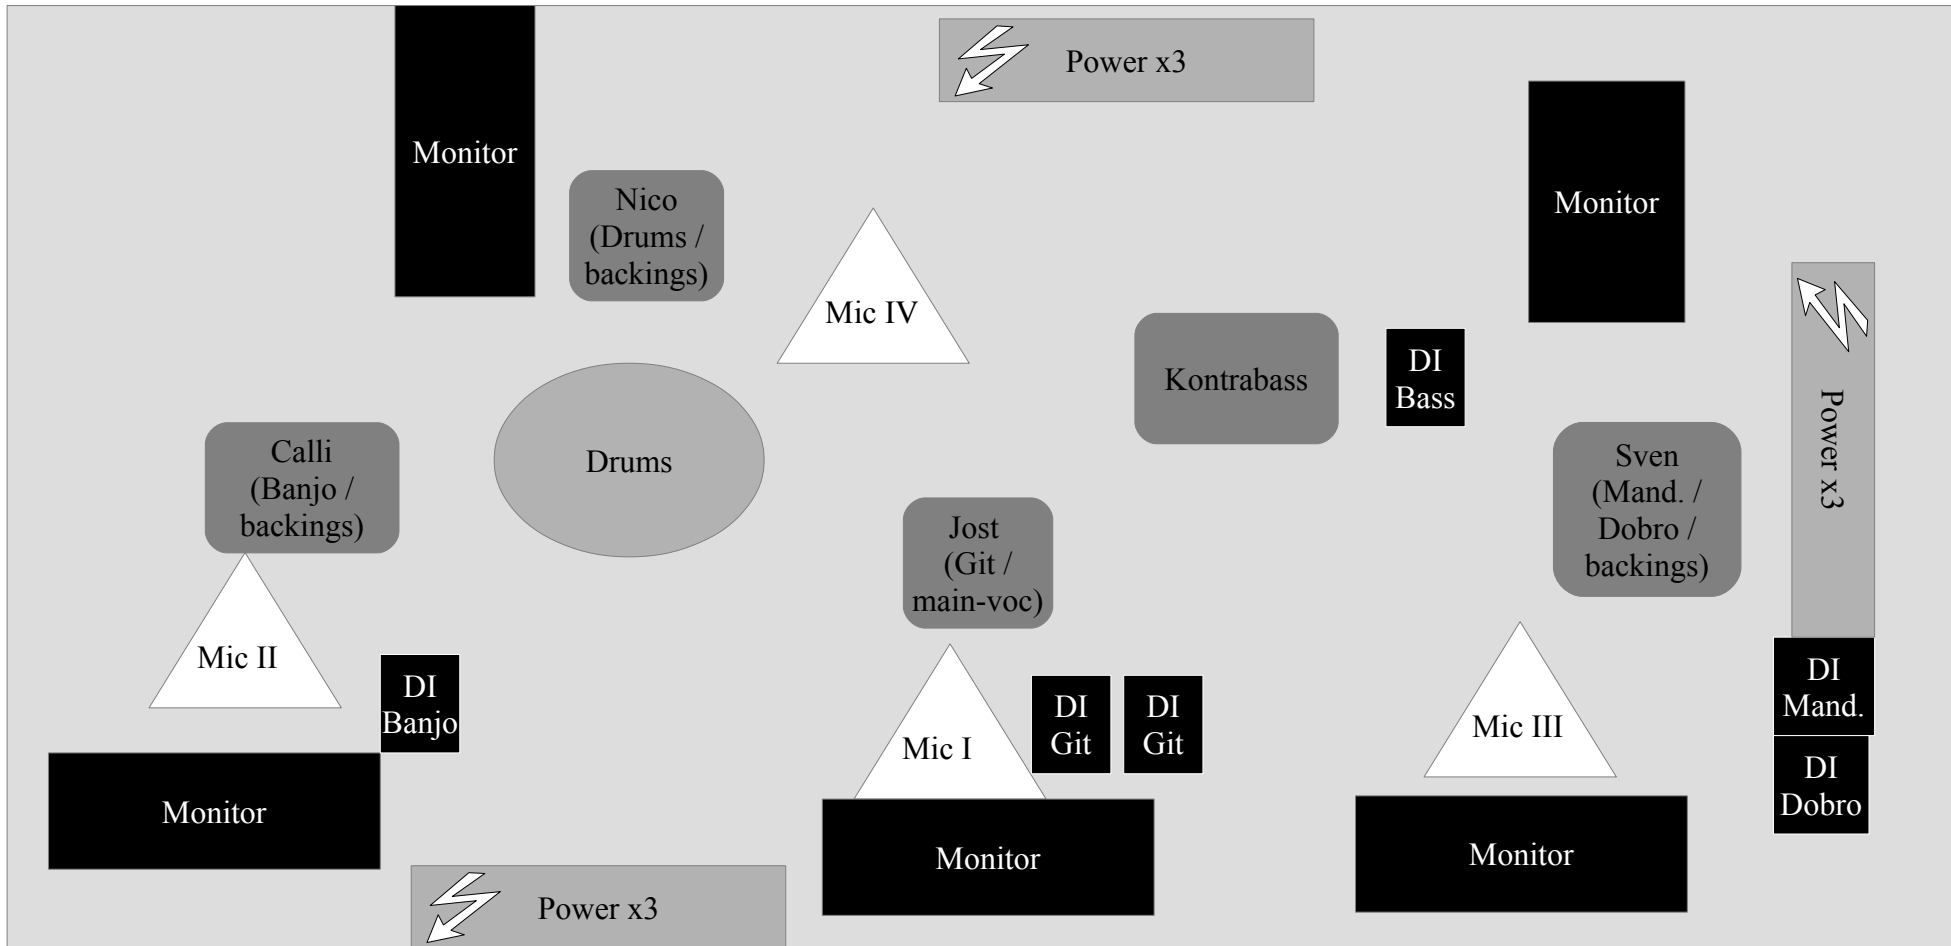 Power x3
Monitor
Nico
(Drums /
backings)
Monitor
Mic IV
Kontrabass
DI
Bass
Power x3
Calli
(Banjo /
backings)
Drums
Sven
(Mand. /
Dobro /
backings)
Jost
(Git /
main-voc)
Mic II
DI
Banjo
Mic I
DI
Git
DI
Git
Mic III
DI
Mand.
DI
Dobro
Monitor
Monitor
Monitor
Power x3